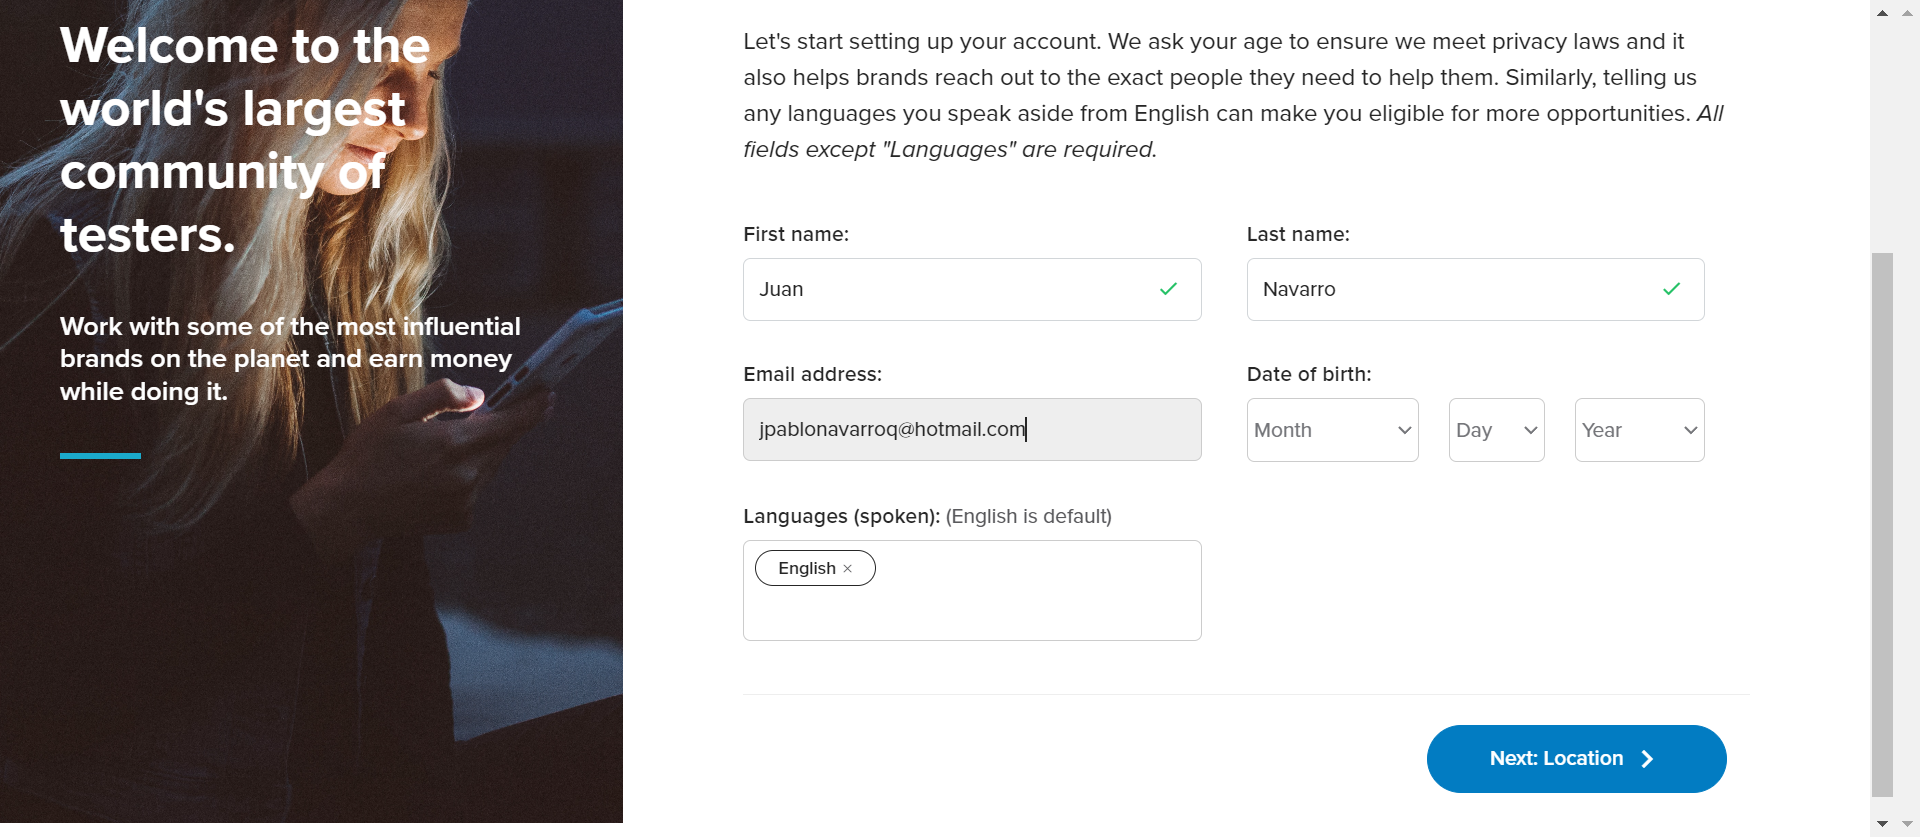 Welcome to the
world's largest
community of
testers.
Work with some of the most influential
brands on the planet and earn money
while doing it.
Let's start setting up your account. We ask your age to ensure we meet privacy laws and it
also helps brands reach out to the exact people they need to help them. Similarly, telling us
any languages you speak aside from English can make you eligible for more opportunities. All
fields except "Languages" are required.
First name:
Last name:
Juan
Navarro
Email address:
Date of birth:
jpablonavarroq@hotmail.com
Month
Day
Year
Languages (spoken): (English is default)
English ×
Next: Location